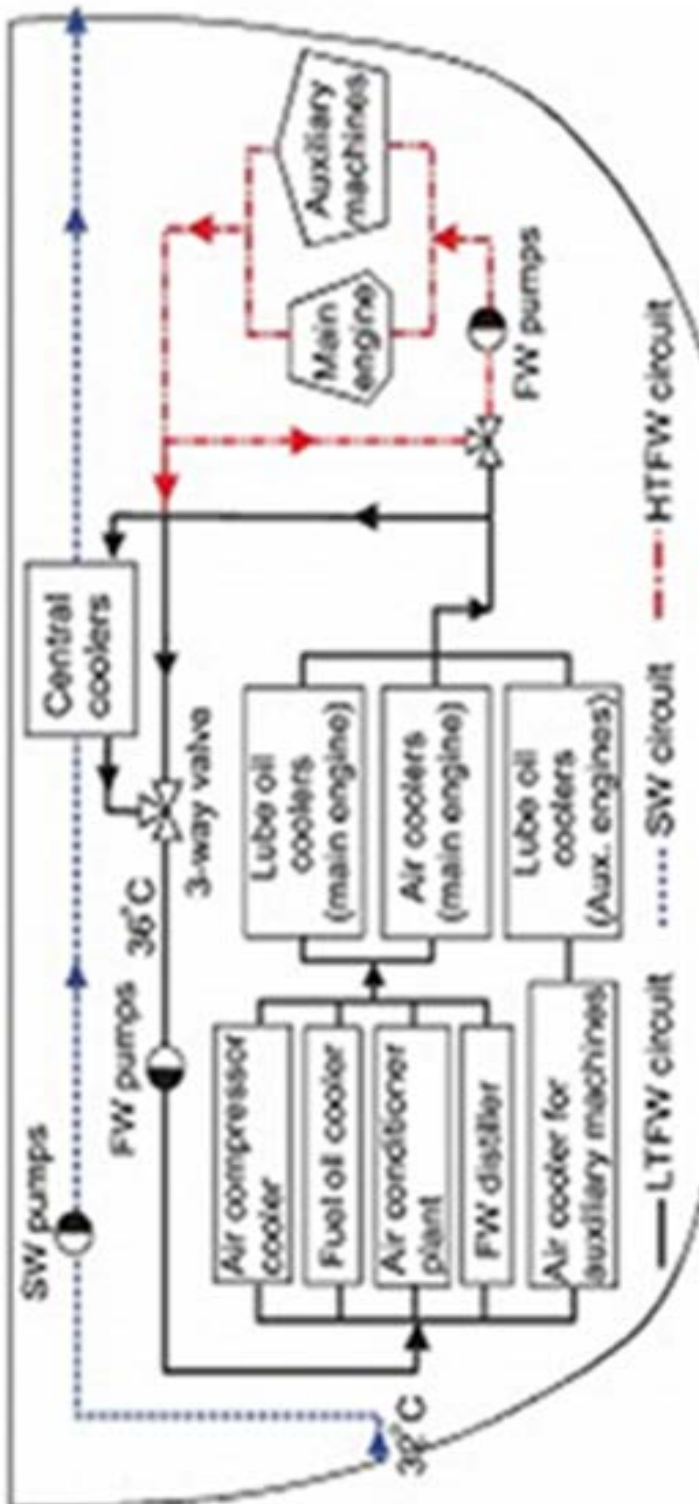 SW pumps
FW pumps
36°C
3-way valve
Central
coolers
32°C
Air compressor
cooler
Fuel oil cooler
Air conditioner
plant
FW distiller
Air cooler for
auxiliary machines
Lube oil
coolers
(main engine)
Air coolers
(main engine)
Lube oil
coolers
(Aux. engines)
Main
engine
Auxiliary
machines
FW pumps
LTFW circuit
SW circuit
HTFW circuit